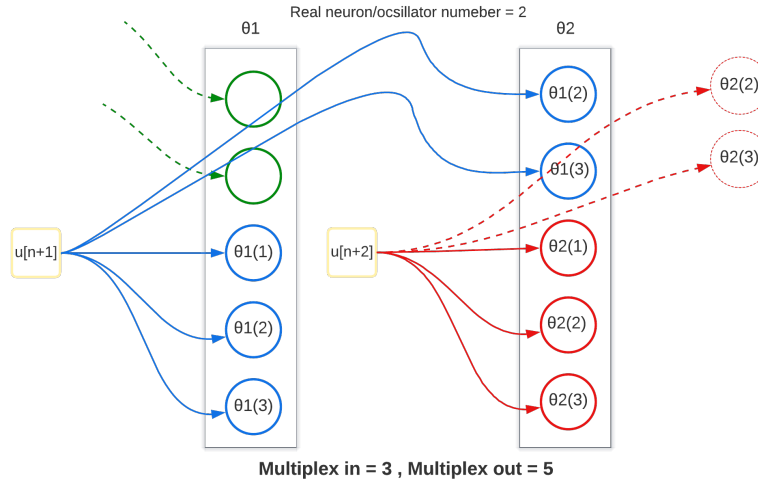 Real neuron/ocsillator numeber = 2
θ1
θ2
θ1(2)
θ2(2)
θ1(3)
θ2(3)
u[n+1]
θ1(1)
u[n+2]
θ2(1)
θ1(2)
θ2(2)
θ1(3)
θ2(3)
Multiplex in = 3 , Multiplex out = 5